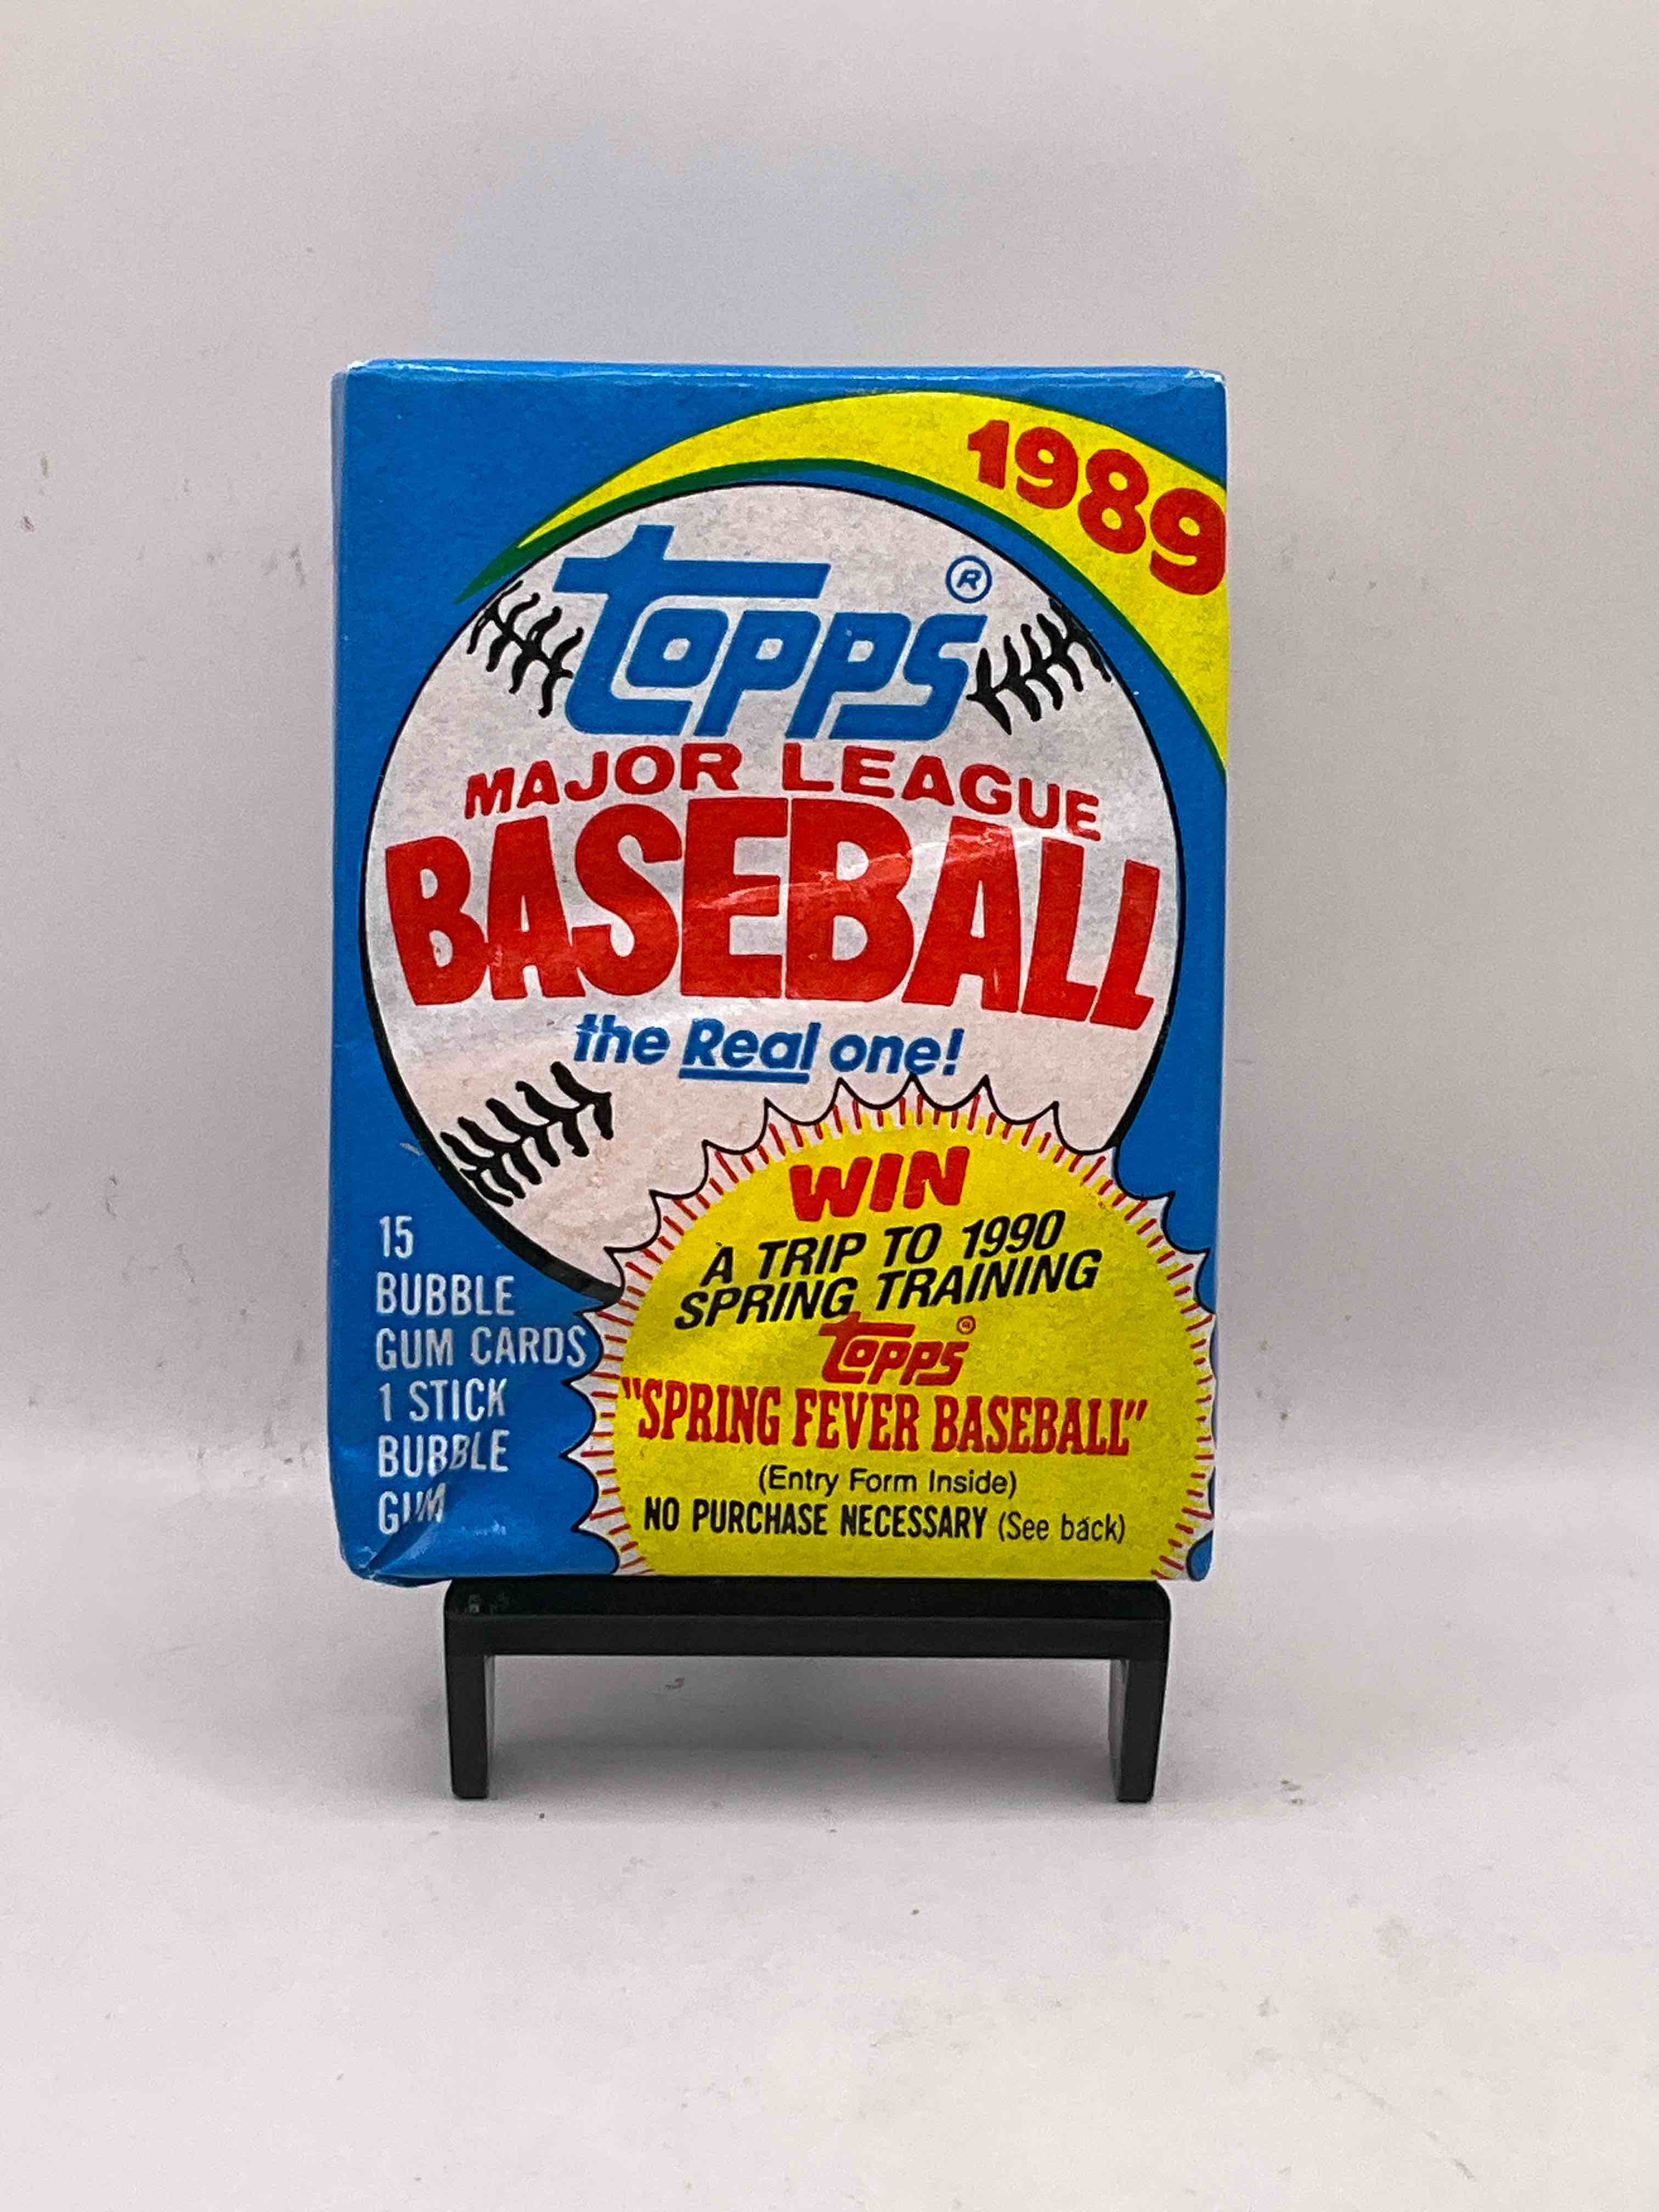 1989
topps®
MAJOR LEAGUE
BASEBALL
the Real one!
15
BUBBLE
GUM CARDS
1 STICK
BUBBLE
GUM
WIN
A TRIP TO 1990
SPRING TRAINING
topps®
"SPRING FEVER BASEBALL"
(Entry Form Inside)
NO PURCHASE NECESSARY (See back)